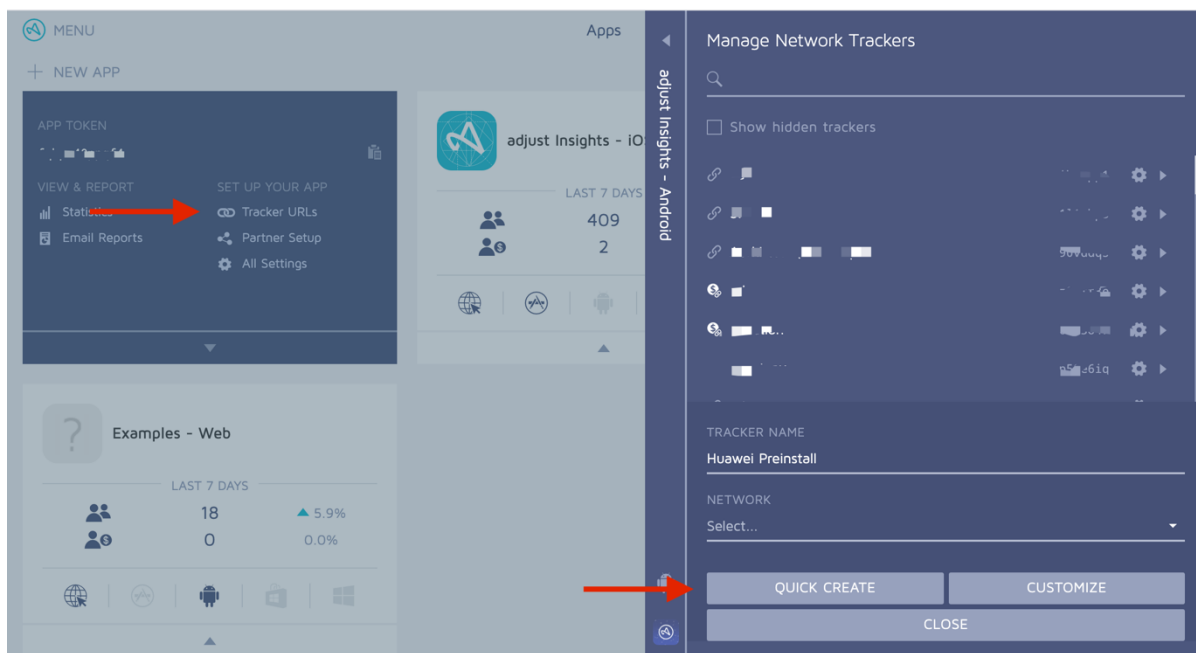 MENU
Apps
NEW APP
APP TOKEN
VIEW & REPORT
SET UP YOUR APP
Statistics
Tracker URLs
Email Reports
Partner Setup
All Settings
adjust Insights - iO
LAST 7 DAYS
409
2
Examples - Web
LAST 7 DAYS
18
5.9%
0
0.0%
adjust Insights - Android
Manage Network Trackers
Show hidden trackers
TRACKER NAME
Huawei Preinstall
NETWORK
Select...
QUICK CREATE
CUSTOMIZE
CLOSE